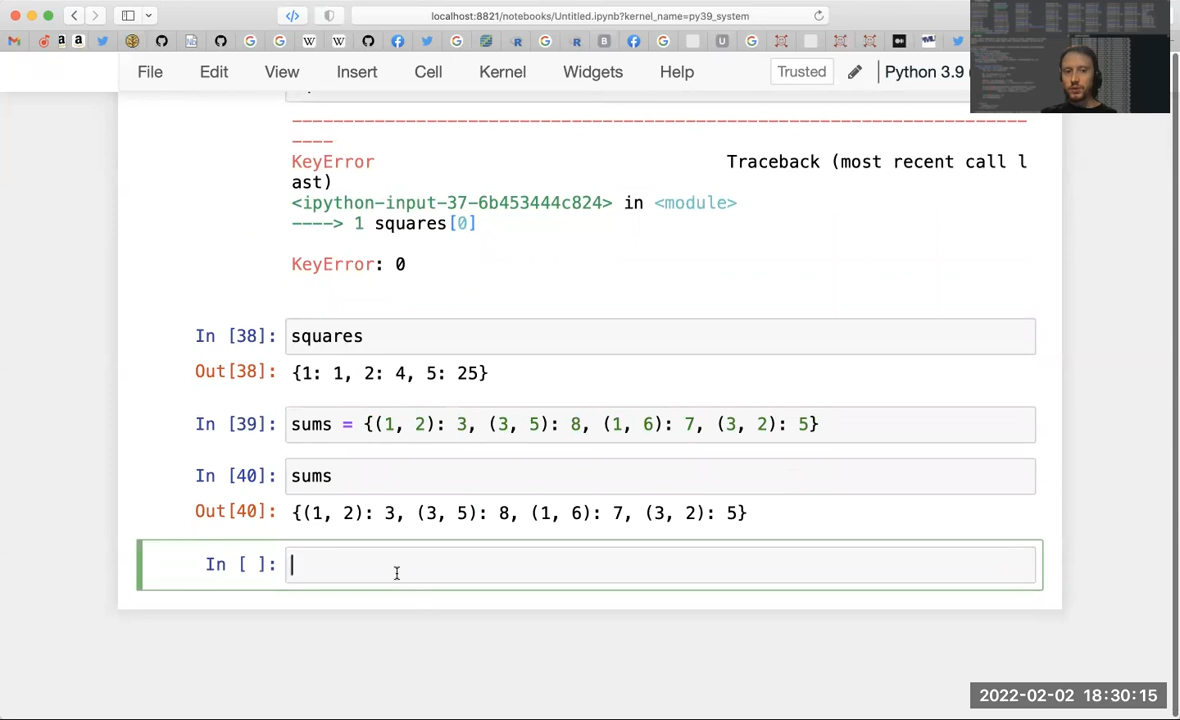 localhost:8821/notebooks/Untitled.ipynb?kernel_name=py39_system
File Edit View Insert Cell Kernel Widgets Help Trusted Python 3.9
---------------------------------------------------------------------------
KeyError Traceback (most recent call l
ast)
<ipython-input-37-6b453444c824> in <module>
----> 1 squares[0]
KeyError: 0
In [38]: squares
Out[38]: {1: 1, 2: 4, 5: 25}
In [39]: sums = {(1, 2): 3, (3, 5): 8, (1, 6): 7, (3, 2): 5}
In [40]: sums
Out[40]: {(1, 2): 3, (3, 5): 8, (1, 6): 7, (3, 2): 5}
In [ ]:
2022-02-02 18:30:15